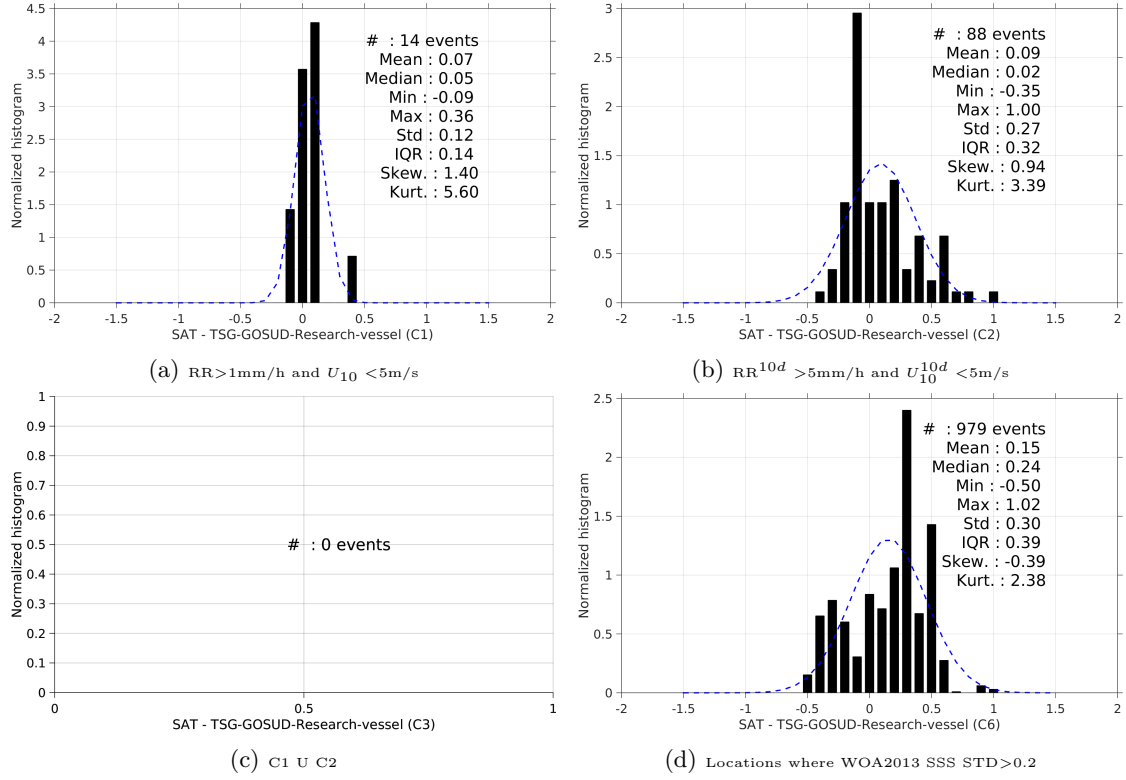 4.5
4
3.5
3
2.5
2
1.5
1
0.5
0
Normalized histogram
# : 14 events
Mean : 0.07
Median : 0.05
Min : -0.09
Max : 0.36
Std : 0.12
IQR : 0.14
Skew. : 1.40
Kurt. : 5.60
-2 -1.5 -1 -0.5 0 0.5 1 1.5 2
SAT - TSG-GOSUD-Research-vessel (C1)
(a) RR>1mm/h and U10 <5m/s
3
2.5
2
1.5
1
0.5
0
Normalized histogram
# : 88 events
Mean : 0.09
Median : 0.02
Min : -0.35
Max : 1.00
Std : 0.27
IQR : 0.32
Skew. : 0.94
Kurt. : 3.39
-2 -1.5 -1 -0.5 0 0.5 1 1.5 2
SAT - TSG-GOSUD-Research-vessel (C2)
(b) RR^10d >5mm/h and U10^10d <5m/s
1
0.9
0.8
0.7
0.6
0.5
0.4
0.3
0.2
0.1
0
Normalized histogram
# : 0 events
0 0.5 1
SAT - TSG-GOSUD-Research-vessel (C3)
(c) C1 U C2
2.5
2
1.5
1
0.5
0
Normalized histogram
# : 979 events
Mean : 0.15
Median : 0.24
Min : -0.50
Max : 1.02
Std : 0.30
IQR : 0.39
Skew. : -0.39
Kurt. : 2.38
-2 -1.5 -1 -0.5 0 0.5 1 1.5 2
SAT - TSG-GOSUD-Research-vessel (C6)
(d) Locations where WOA2013 SSS STD>0.2